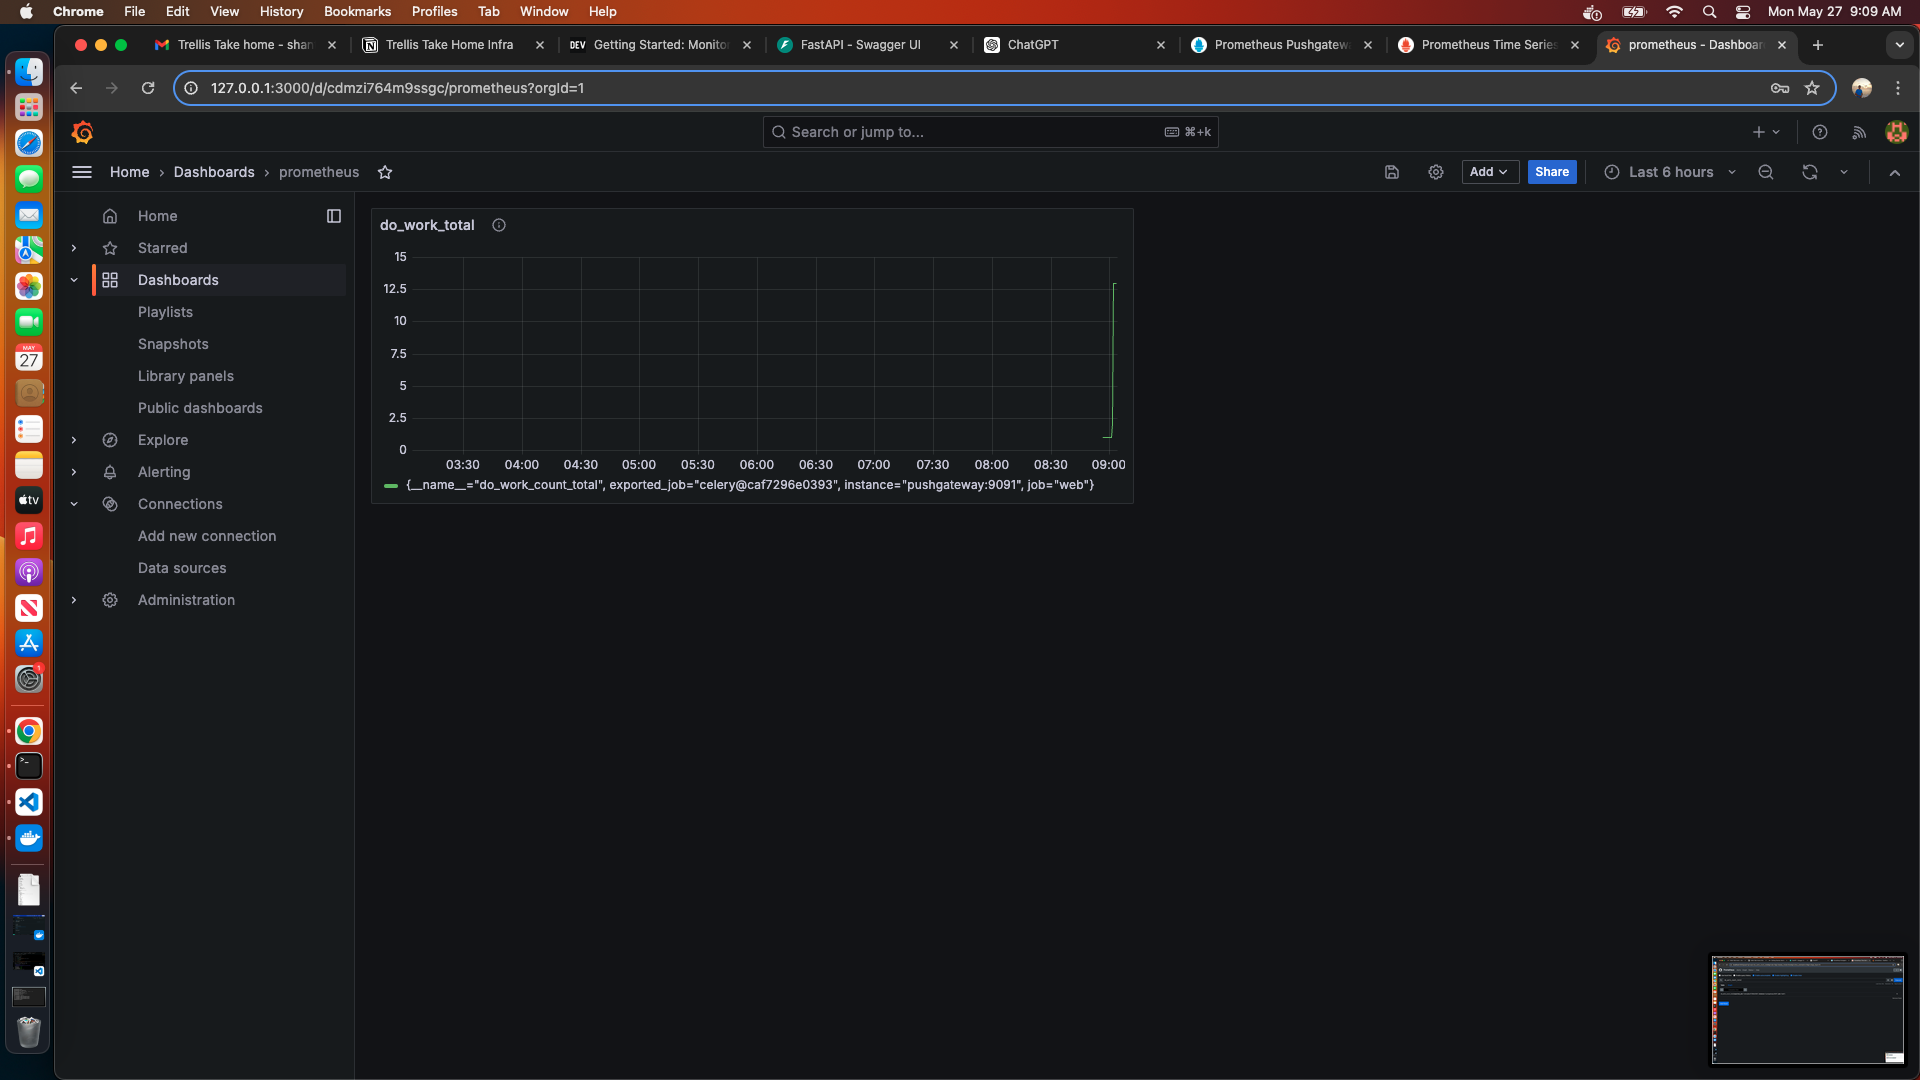 Chrome File Edit View History Bookmarks Profiles Tab Window Help Mon May 27 9:09 AM
Trellis Take home - shan Trellis Take Home Infra DEV Getting Started: Monitor FastAPI - Swagger UI ChatGPT Prometheus Pushgatewa Prometheus Time Series prometheus - Dashboar
127.0.0.1:3000/d/cdmzi764m9ssgc/prometheus?orgId=1
Search or jump to... ⌘+k
Home › Dashboards › prometheus Add Share Last 6 hours
Home
Starred
Dashboards
Playlists
Snapshots
Library panels
Public dashboards
Explore
Alerting
Connections
Add new connection
Data sources
Administration
do_work_total
15
12.5
10
7.5
5
2.5
0
03:30 04:00 04:30 05:00 05:30 06:00 06:30 07:00 07:30 08:00 08:30 09:00
{__name__="do_work_count_total", exported_job="celery@caf7296e0393", instance="pushgateway:9091", job="web"}
MAY
27
tv
1